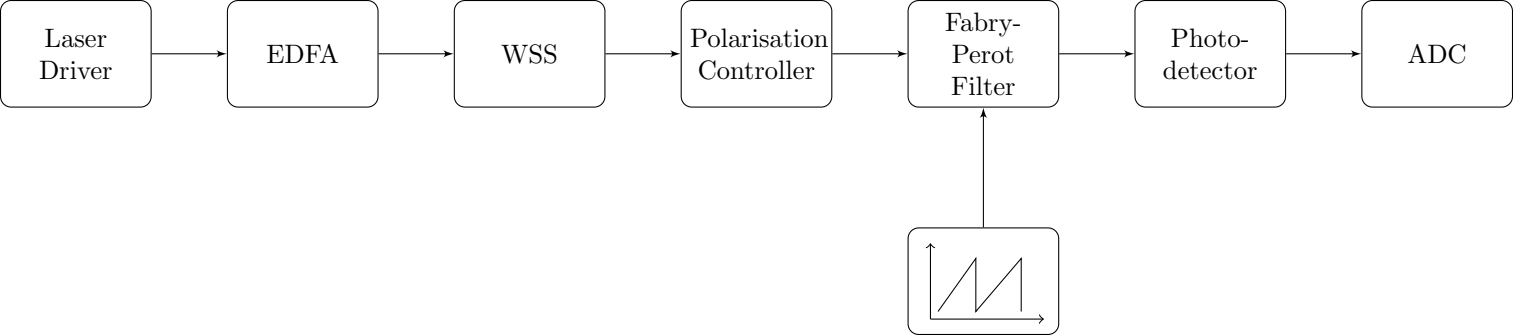 Laser
Driver
EDFA
WSS
Polarisation
Controller
Fabry-
Perot
Filter
Photo-
detector
ADC